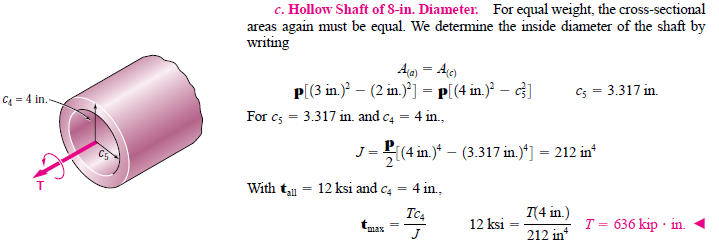 c. Hollow Shaft of 8-in. Diameter. For equal weight, the cross-sectional
areas again must be equal. We determine the inside diameter of the shaft by
writing
A(a) = A(c)
p[(3 in.)² − (2 in.)²] = p[(4 in.)² − c₅²] c₅ = 3.317 in.
For c₅ = 3.317 in. and c₄ = 4 in.,
J = p/2[(4 in.)⁴ − (3.317 in.)⁴] = 212 in⁴
With tall = 12 ksi and c₄ = 4 in.,
tmax = Tc₄/J 12 ksi = T(4 in.)/212 in⁴ T = 636 kip · in. ◄
c₄ = 4 in.
c₅
T